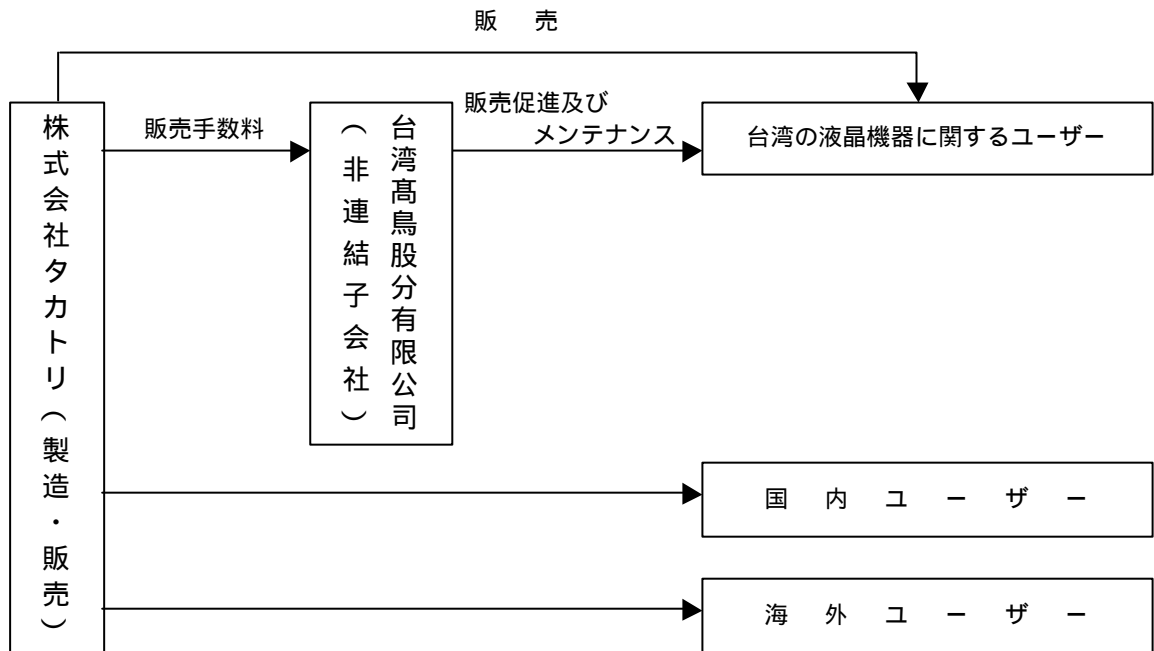 販 売
株式会社タカトリ（製造・販売）
販売手数料
台湾髙鳥股分有限公司
（非連結子会社）
販売促進及び
メンテナンス
台湾の液晶機器に関するユーザー
国内ユーザー
海外ユーザー